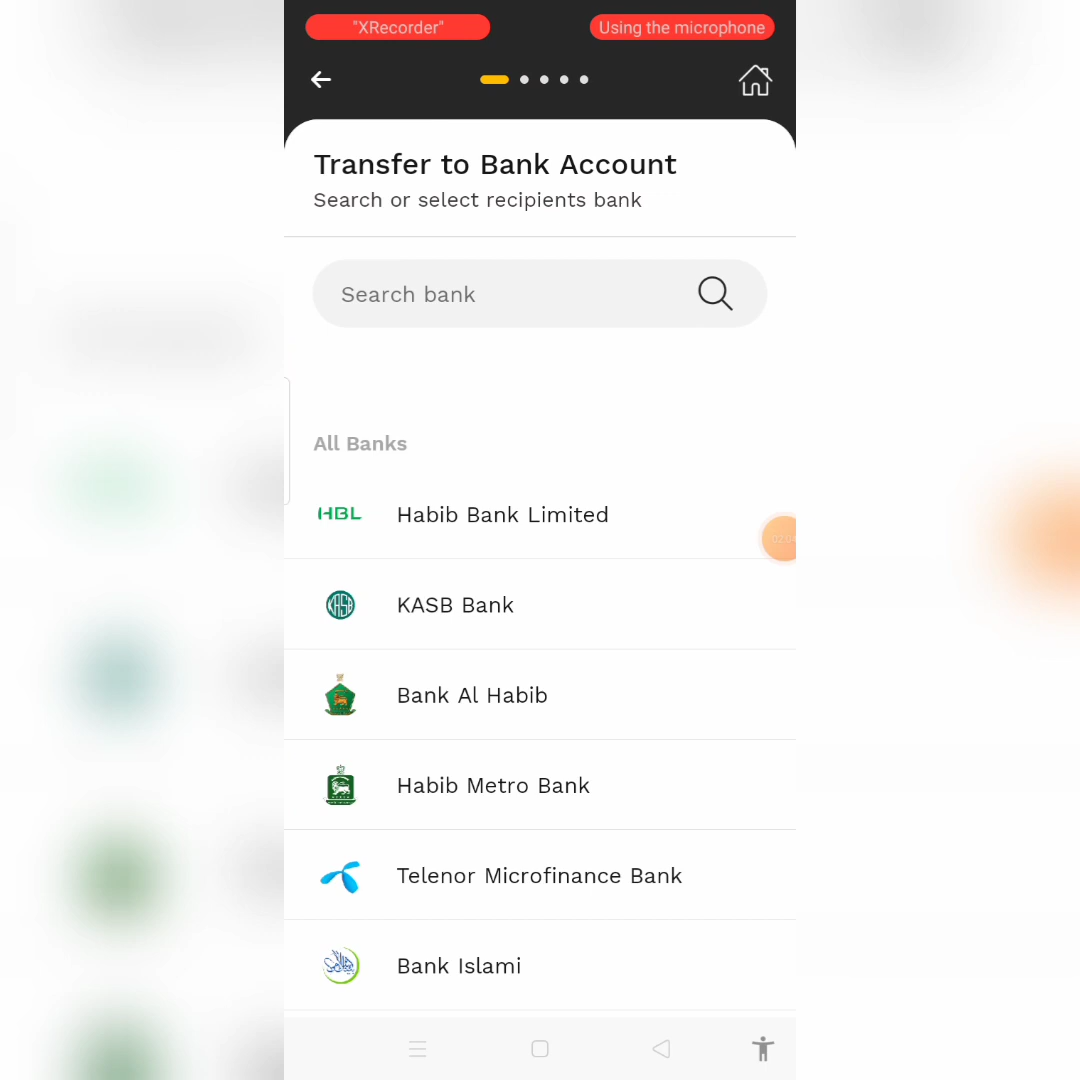 "XRecorder" Using the microphone
Transfer to Bank Account
Search or select recipients bank
Search bank
All Banks
HBL Habib Bank Limited
KASB KASB Bank
Bank Al Habib
Habib Metro Bank
Telenor Microfinance Bank
Bank Islami